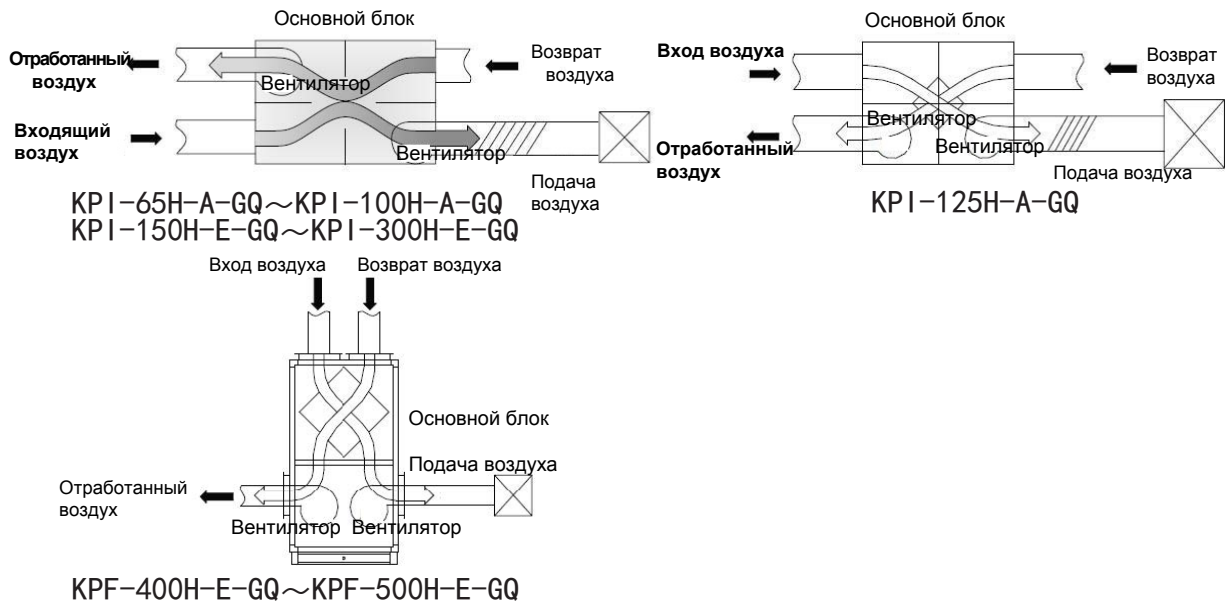 Основной блок
Отработанный
воздух
Возврат
воздуха
Вентилятор
Входящий
воздух
Вентилятор
Подача
воздуха
KPI-65H-A-GQ～KPI-100H-A-GQ
KPI-150H-E-GQ～KPI-300H-E-GQ
Основной блок
Вход воздуха
Возврат
воздуха
Вентилятор
Отработанный
воздух
Вентилятор
Подача воздуха
KPI-125H-A-GQ
Вход воздуха
Возврат воздуха
Основной блок
Подача воздуха
Отработанный
воздух
Вентилятор
Вентилятор
KPF-400H-E-GQ～KPF-500H-E-GQ